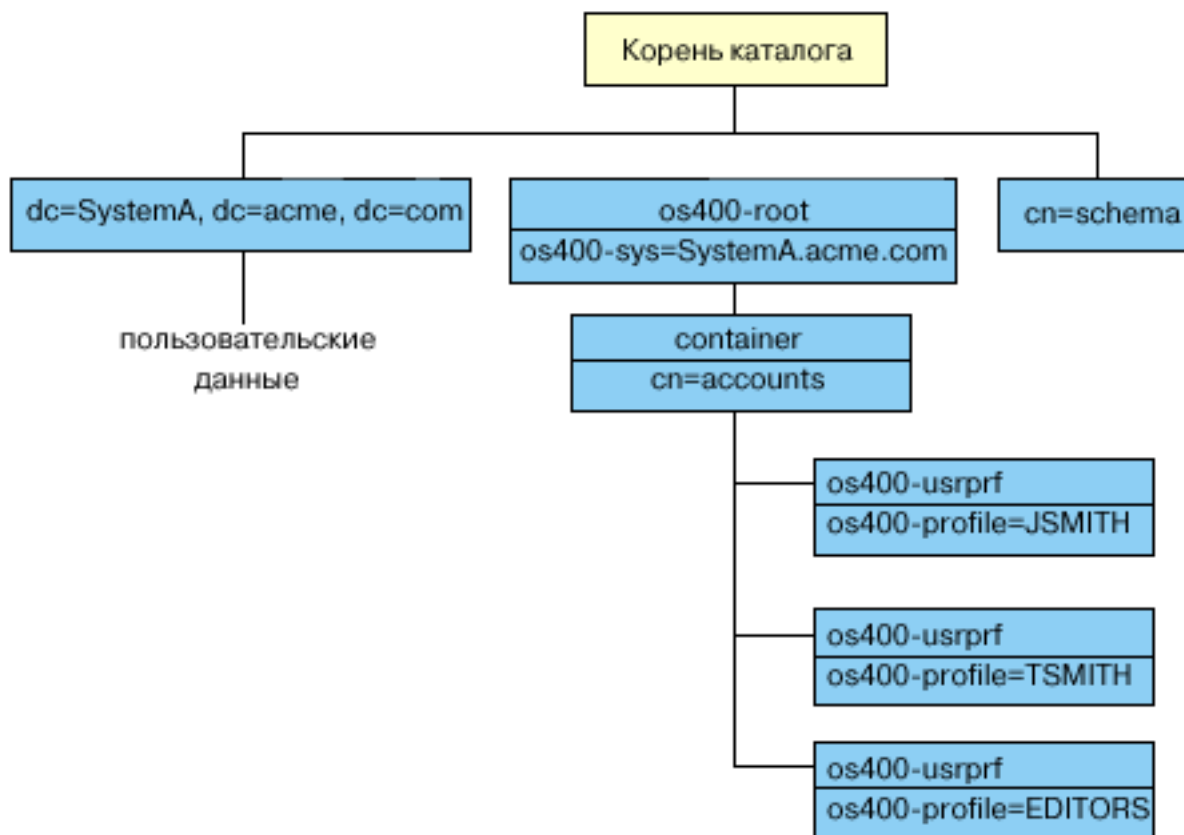 Корень каталога
dc=SystemA, dc=acme, dc=com
os400-root
os400-sys=SystemA.acme.com
cn=schema
пользовательские
данные
container
cn=accounts
os400-usrprf
os400-profile=JSMITH
os400-usrprf
os400-profile=TSMITH
os400-usrprf
os400-profile=EDITORS